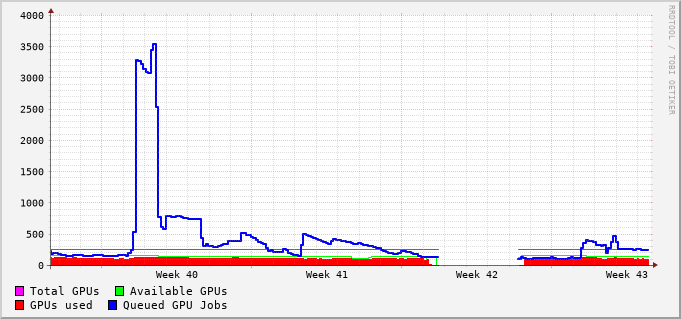 RRDTOOL / TOBI OETIKER
4000
3500
3000
2500
2000
1500
1000
500
0
Week 40 Week 41 Week 42 Week 43
Total GPUs Available GPUs
GPUs used Queued GPU Jobs